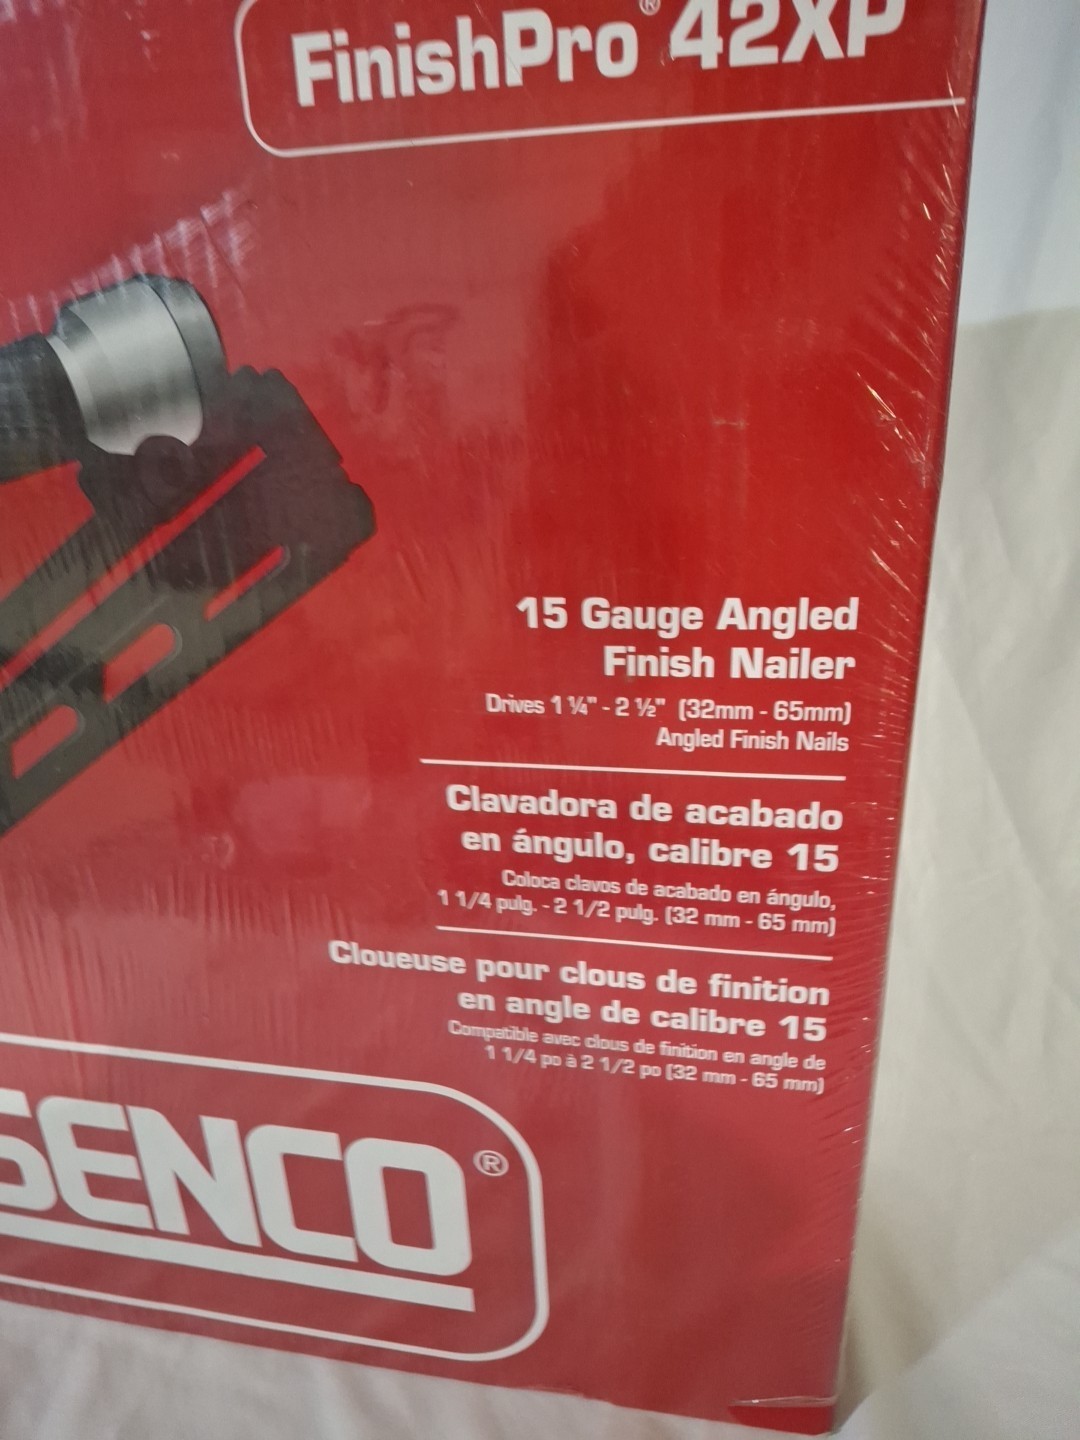 FinishPro® 42XP
15 Gauge Angled
Finish Nailer
Drives 1 ¼" - 2 ½" (32mm - 65mm)
Angled Finish Nails
Clavadora de acabado
en ángulo, calibre 15
Coloca clavos de acabado en ángulo,
1 1/4 pulg. - 2 1/2 pulg. (32 mm - 65 mm)
Cloueuse pour clous de finition
en angle de calibre 15
Compatible avec clous de finition en angle de
1 1/4 po à 2 1/2 po (32 mm - 65 mm)
SENCO®